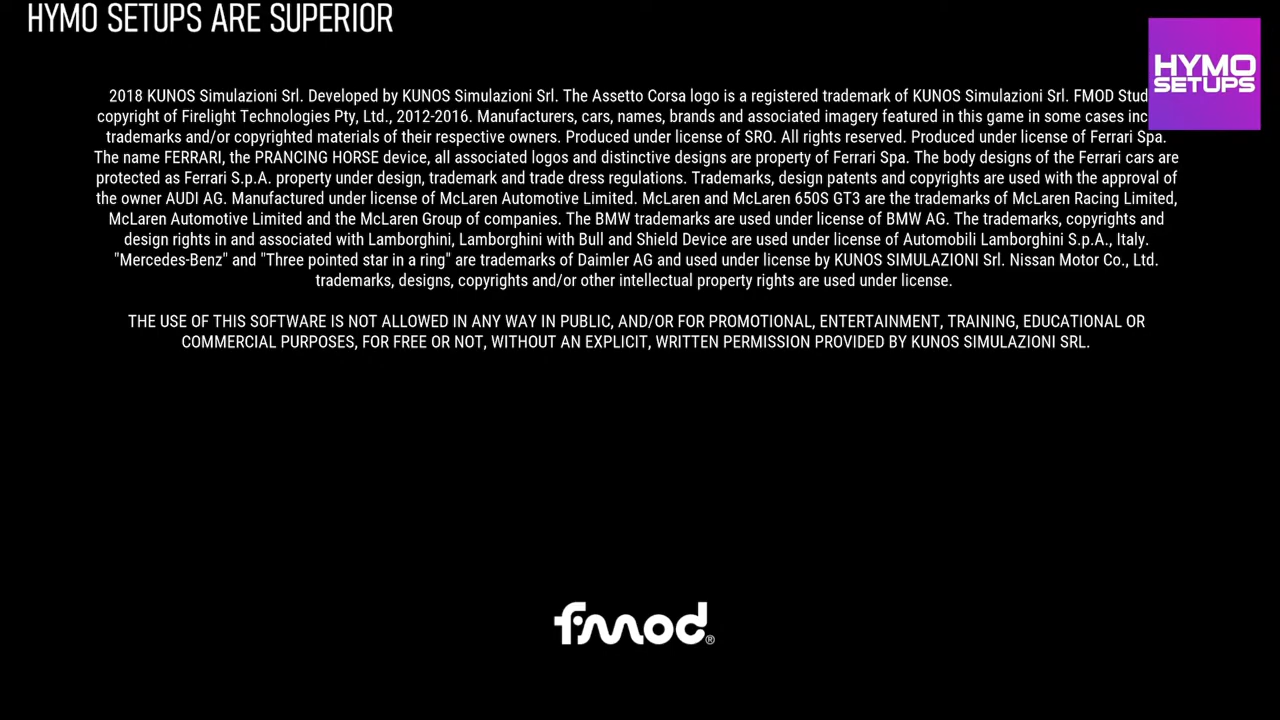 HYMO SETUPS ARE SUPERIOR
HYMO
SETUPS
2018 KUNOS Simulazioni Srl. Developed by KUNOS Simulazioni Srl. The Assetto Corsa logo is a registered trademark of KUNOS Simulazioni Srl. FMOD
copyright of Firelight Technologies Pty, Ltd., 2012-2016. Manufacturers, cars, names, brands and associated imagery featured in this game in some cases
trademarks and/or copyrighted materials of their respective owners. Produced under license of SRO. All rights reserved. Produced under license of Ferrari Spa.
The name FERRARI, the PRANCING HORSE device, all associated logos and distinctive designs are property of Ferrari Spa. The body designs of the Ferrari cars are
protected as Ferrari S.p.A. property under design, trademark and trade dress regulations. Trademarks, design patents and copyrights are used with the approval of
the owner AUDI AG. Manufactured under license of McLaren Automotive Limited. McLaren and McLaren 650S GT3 are the trademarks of McLaren Racing Limited,
McLaren Automotive Limited and the McLaren Group of companies. The BMW trademarks are used under license of BMW AG. The trademarks, copyrights and
design rights in and associated with Lamborghini, Lamborghini with Bull and Shield Device are used under license of Automobili Lamborghini S.p.A., Italy.
"Mercedes-Benz" and "Three pointed star in a ring" are trademarks of Daimler AG and used under license by KUNOS SIMULAZIONI Srl. Nissan Motor Co., Ltd.
trademarks, designs, copyrights and/or other intellectual property rights are used under license.
THE USE OF THIS SOFTWARE IS NOT ALLOWED IN ANY WAY IN PUBLIC, AND/OR FOR PROMOTIONAL, ENTERTAINMENT, TRAINING, EDUCATIONAL OR
COMMERCIAL PURPOSES, FOR FREE OR NOT, WITHOUT AN EXPLICIT, WRITTEN PERMISSION PROVIDED BY KUNOS SIMULAZIONI SRL.
fmod®